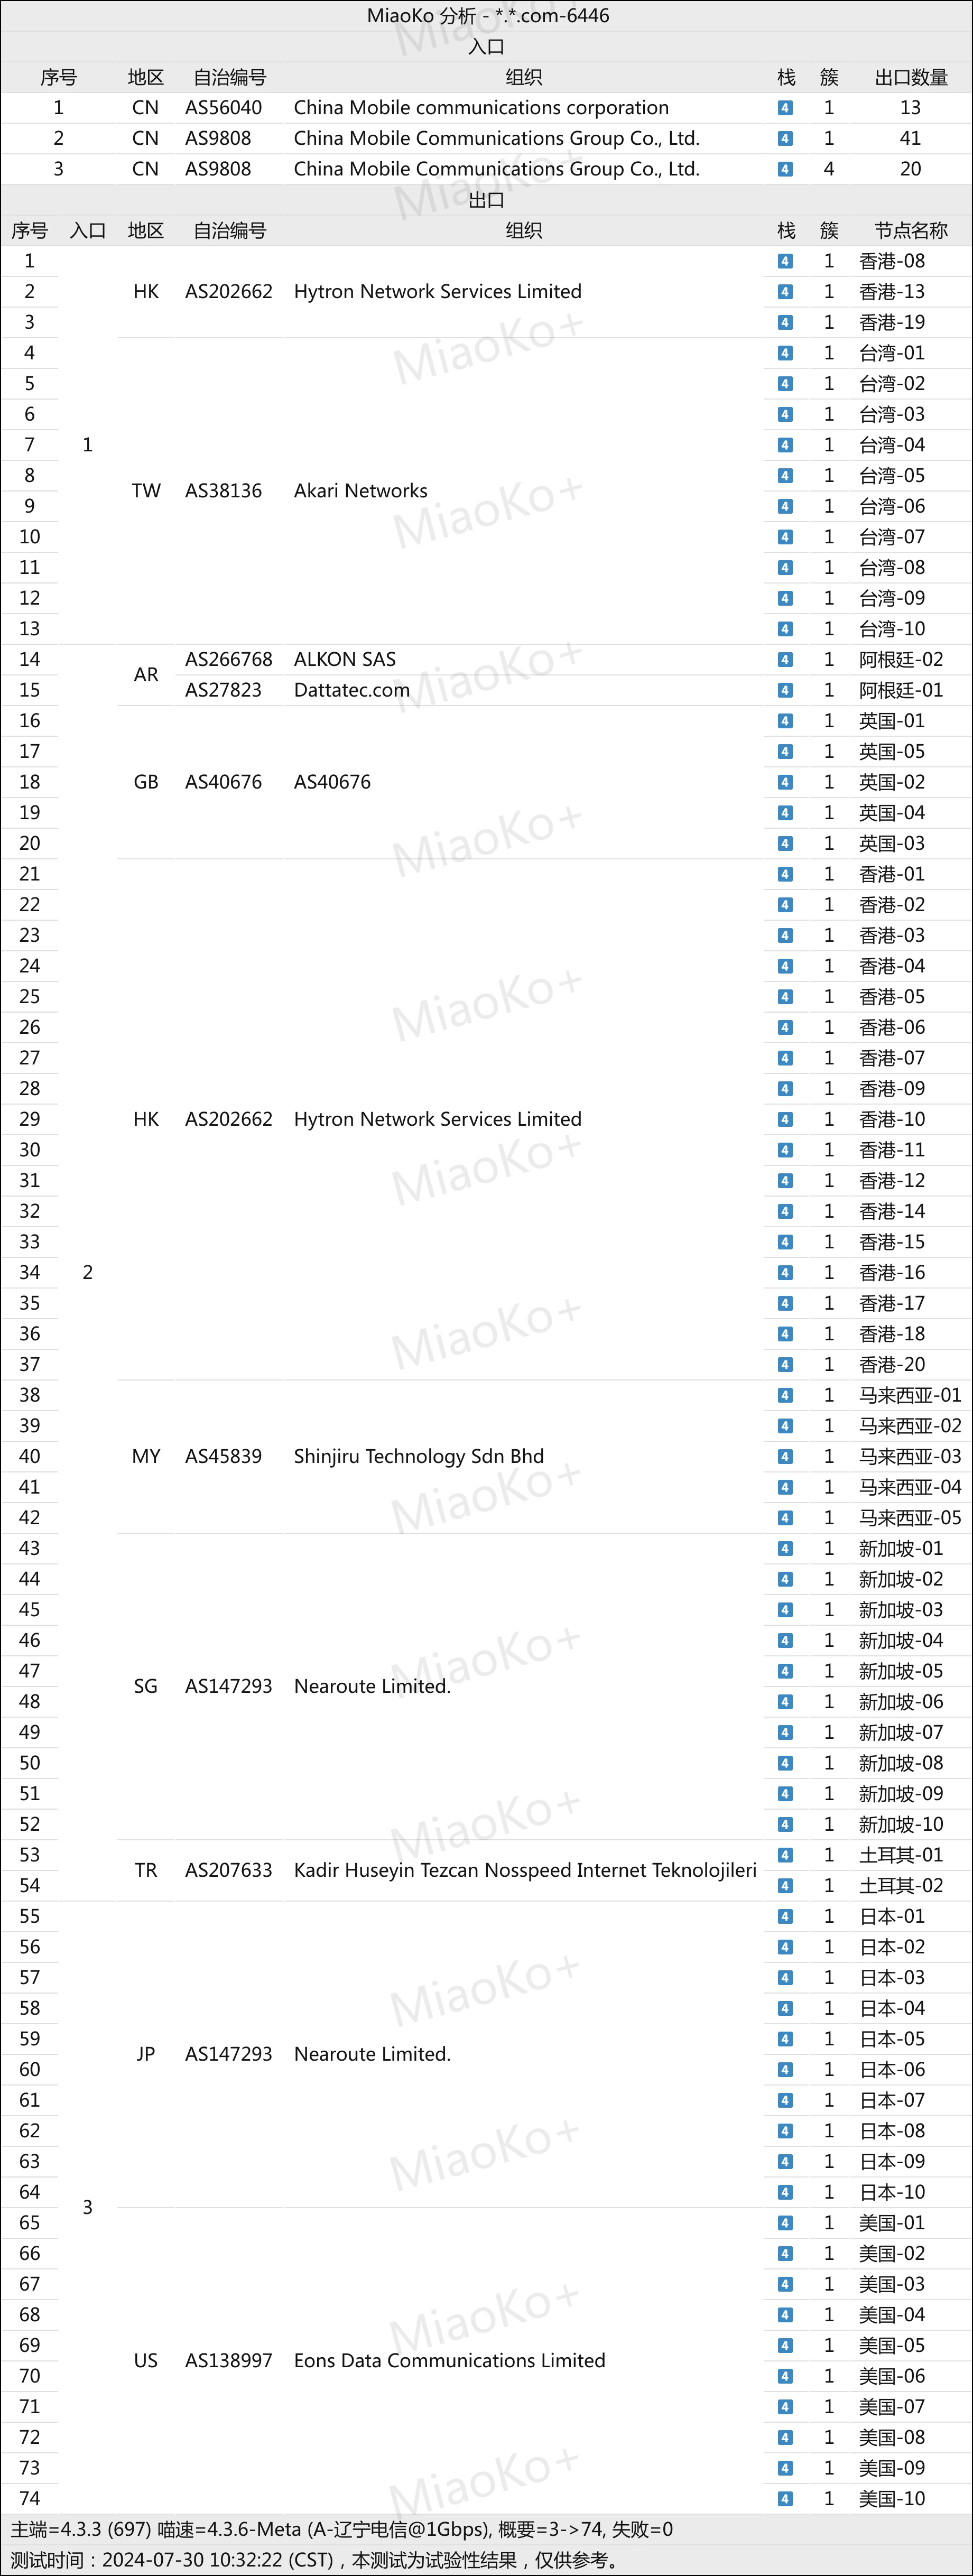 MiaoKo 分析 - *.*.com-6446
入口
序号 地区 自治编号 组织 栈 簇 出口数量
1 CN AS56040 China Mobile communications corporation 4 1 13
2 CN AS9808 China Mobile Communications Group Co., Ltd. 4 1 41
3 CN AS9808 China Mobile Communications Group Co., Ltd. 4 4 20
出口
序号 入口 地区 自治编号 组织 栈 簇 节点名称
1 4 1 香港-08
2 HK AS202662 Hytron Network Services Limited 4 1 香港-13
3 4 1 香港-19
4 4 1 台湾-01
5 4 1 台湾-02
6 4 1 台湾-03
7 1 4 1 台湾-04
8 4 1 台湾-05
TW AS38136 Akari Networks
9 4 1 台湾-06
10 4 1 台湾-07
11 4 1 台湾-08
12 4 1 台湾-09
13 4 1 台湾-10
14 AS266768 ALKON SAS 4 1 阿根廷-02
AR
15 AS27823 Dattatec.com 4 1 阿根廷-01
16 4 1 英国-01
17 4 1 英国-05
18 GB AS40676 AS40676 4 1 英国-02
19 4 1 英国-04
20 4 1 英国-03
21 4 1 香港-01
22 4 1 香港-02
23 4 1 香港-03
24 4 1 香港-04
25 4 1 香港-05
26 4 1 香港-06
27 4 1 香港-07
28 4 1 香港-09
29 HK AS202662 Hytron Network Services Limited 4 1 香港-10
30 4 1 香港-11
31 4 1 香港-12
32 4 1 香港-14
33 4 1 香港-15
34 2 4 1 香港-16
35 4 1 香港-17
36 4 1 香港-18
37 4 1 香港-20
38 4 1 马来西亚-01
39 4 1 马来西亚-02
40 MY AS45839 Shinjiru Technology Sdn Bhd 4 1 马来西亚-03
41 4 1 马来西亚-04
42 4 1 马来西亚-05
43 4 1 新加坡-01
44 4 1 新加坡-02
45 4 1 新加坡-03
46 4 1 新加坡-04
47 4 1 新加坡-05
SG AS147293 Nearoute Limited.
48 4 1 新加坡-06
49 4 1 新加坡-07
50 4 1 新加坡-08
51 4 1 新加坡-09
52 4 1 新加坡-10
53 4 1 土耳其-01
TR AS207633 Kadir Huseyin Tezcan Nosspeed Internet Teknolojileri
54 4 1 土耳其-02
55 4 1 日本-01
56 4 1 日本-02
57 4 1 日本-03
58 4 1 日本-04
59 4 1 日本-05
JP AS147293 Nearoute Limited.
60 4 1 日本-06
61 4 1 日本-07
62 4 1 日本-08
63 4 1 日本-09
64 4 1 日本-10
3
65 4 1 美国-01
66 4 1 美国-02
67 4 1 美国-03
68 4 1 美国-04
69 4 1 美国-05
US AS138997 Eons Data Communications Limited
70 4 1 美国-06
71 4 1 美国-07
72 4 1 美国-08
73 4 1 美国-09
74 4 1 美国-10
主端=4.3.3 (697) 喵速=4.3.6-Meta (A-辽宁电信@1Gbps), 概要=3->74, 失败=0
测试时间：2024-07-30 10:32:22 (CST)，本测试为试验性结果，仅供参考。